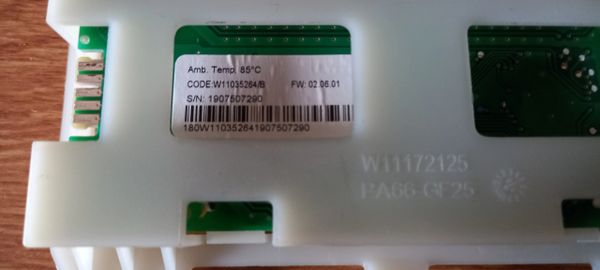 Amb. Temp. 85°C
CODE:W11035264/B FW: 02.06.01
S/N: 1907507290
180W110352641907507290
W11172125
PA66-GF25